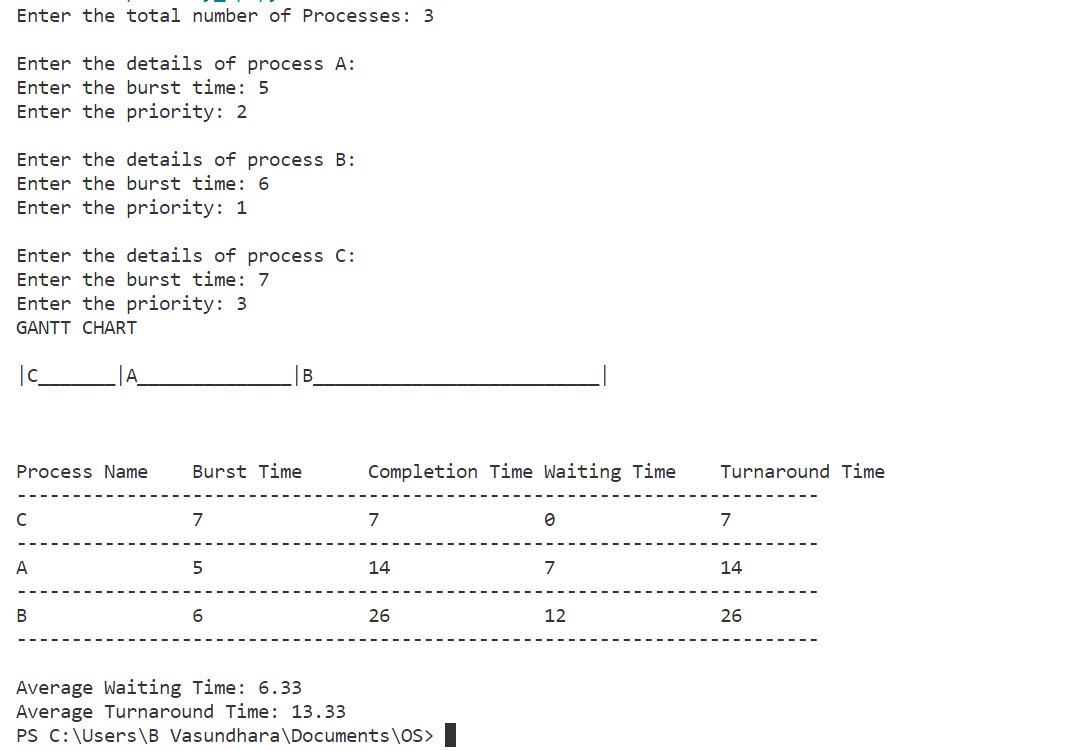 Enter the total number of Processes: 3
Enter the details of process A:
Enter the burst time: 5
Enter the priority: 2
Enter the details of process B:
Enter the burst time: 6
Enter the priority: 1
Enter the details of process C:
Enter the burst time: 7
Enter the priority: 3
GANTT CHART
|C_______|A______________|B__________________________|
Process Name Burst Time Completion Time Waiting Time Turnaround Time
-------------------------------------------------------------------------
C 7 7 0 7
-------------------------------------------------------------------------
A 5 14 7 14
-------------------------------------------------------------------------
B 6 26 12 26
-------------------------------------------------------------------------
Average Waiting Time: 6.33
Average Turnaround Time: 13.33
PS C:\Users\B Vasundhara\Documents\OS>